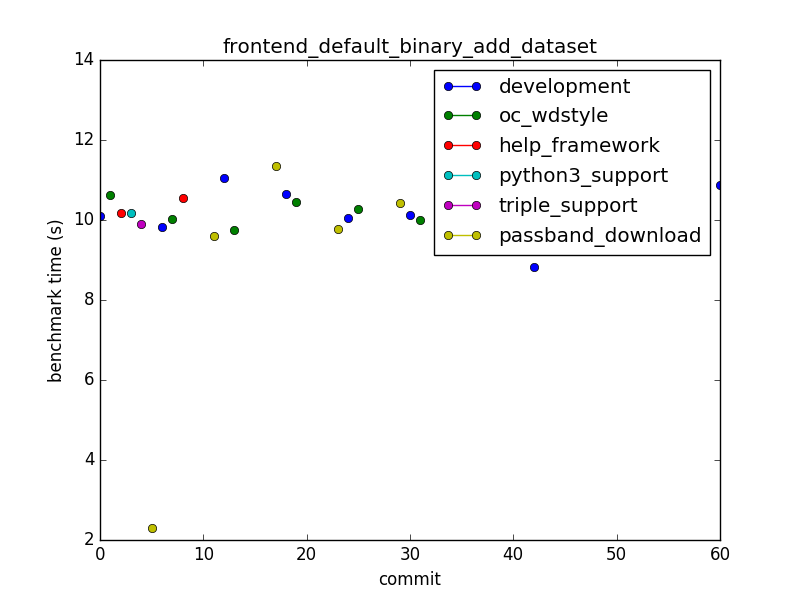 frontend_default_binary_add_dataset
14
12
10
8
6
4
2
benchmark time (s)
development
oc_wdstyle
help_framework
python3_support
triple_support
passband_download
0 10 20 30 40 50 60
commit